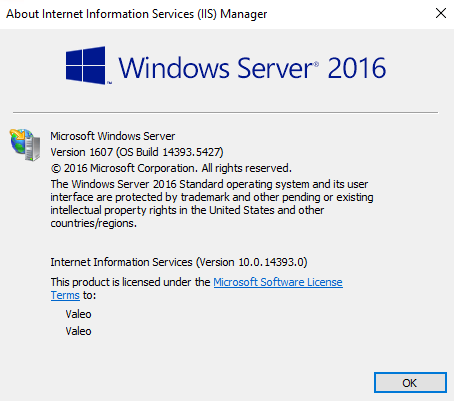 About Internet Information Services (IIS) Manager
Windows Server® 2016
Microsoft Windows Server
Version 1607 (OS Build 14393.5427)
© 2016 Microsoft Corporation. All rights reserved.
The Windows Server 2016 Standard operating system and its user
interface are protected by trademark and other pending or existing
intellectual property rights in the United States and other
countries/regions.
Internet Information Services (Version 10.0.14393.0)
This product is licensed under the Microsoft Software License
Terms to:
Valeo
Valeo
OK